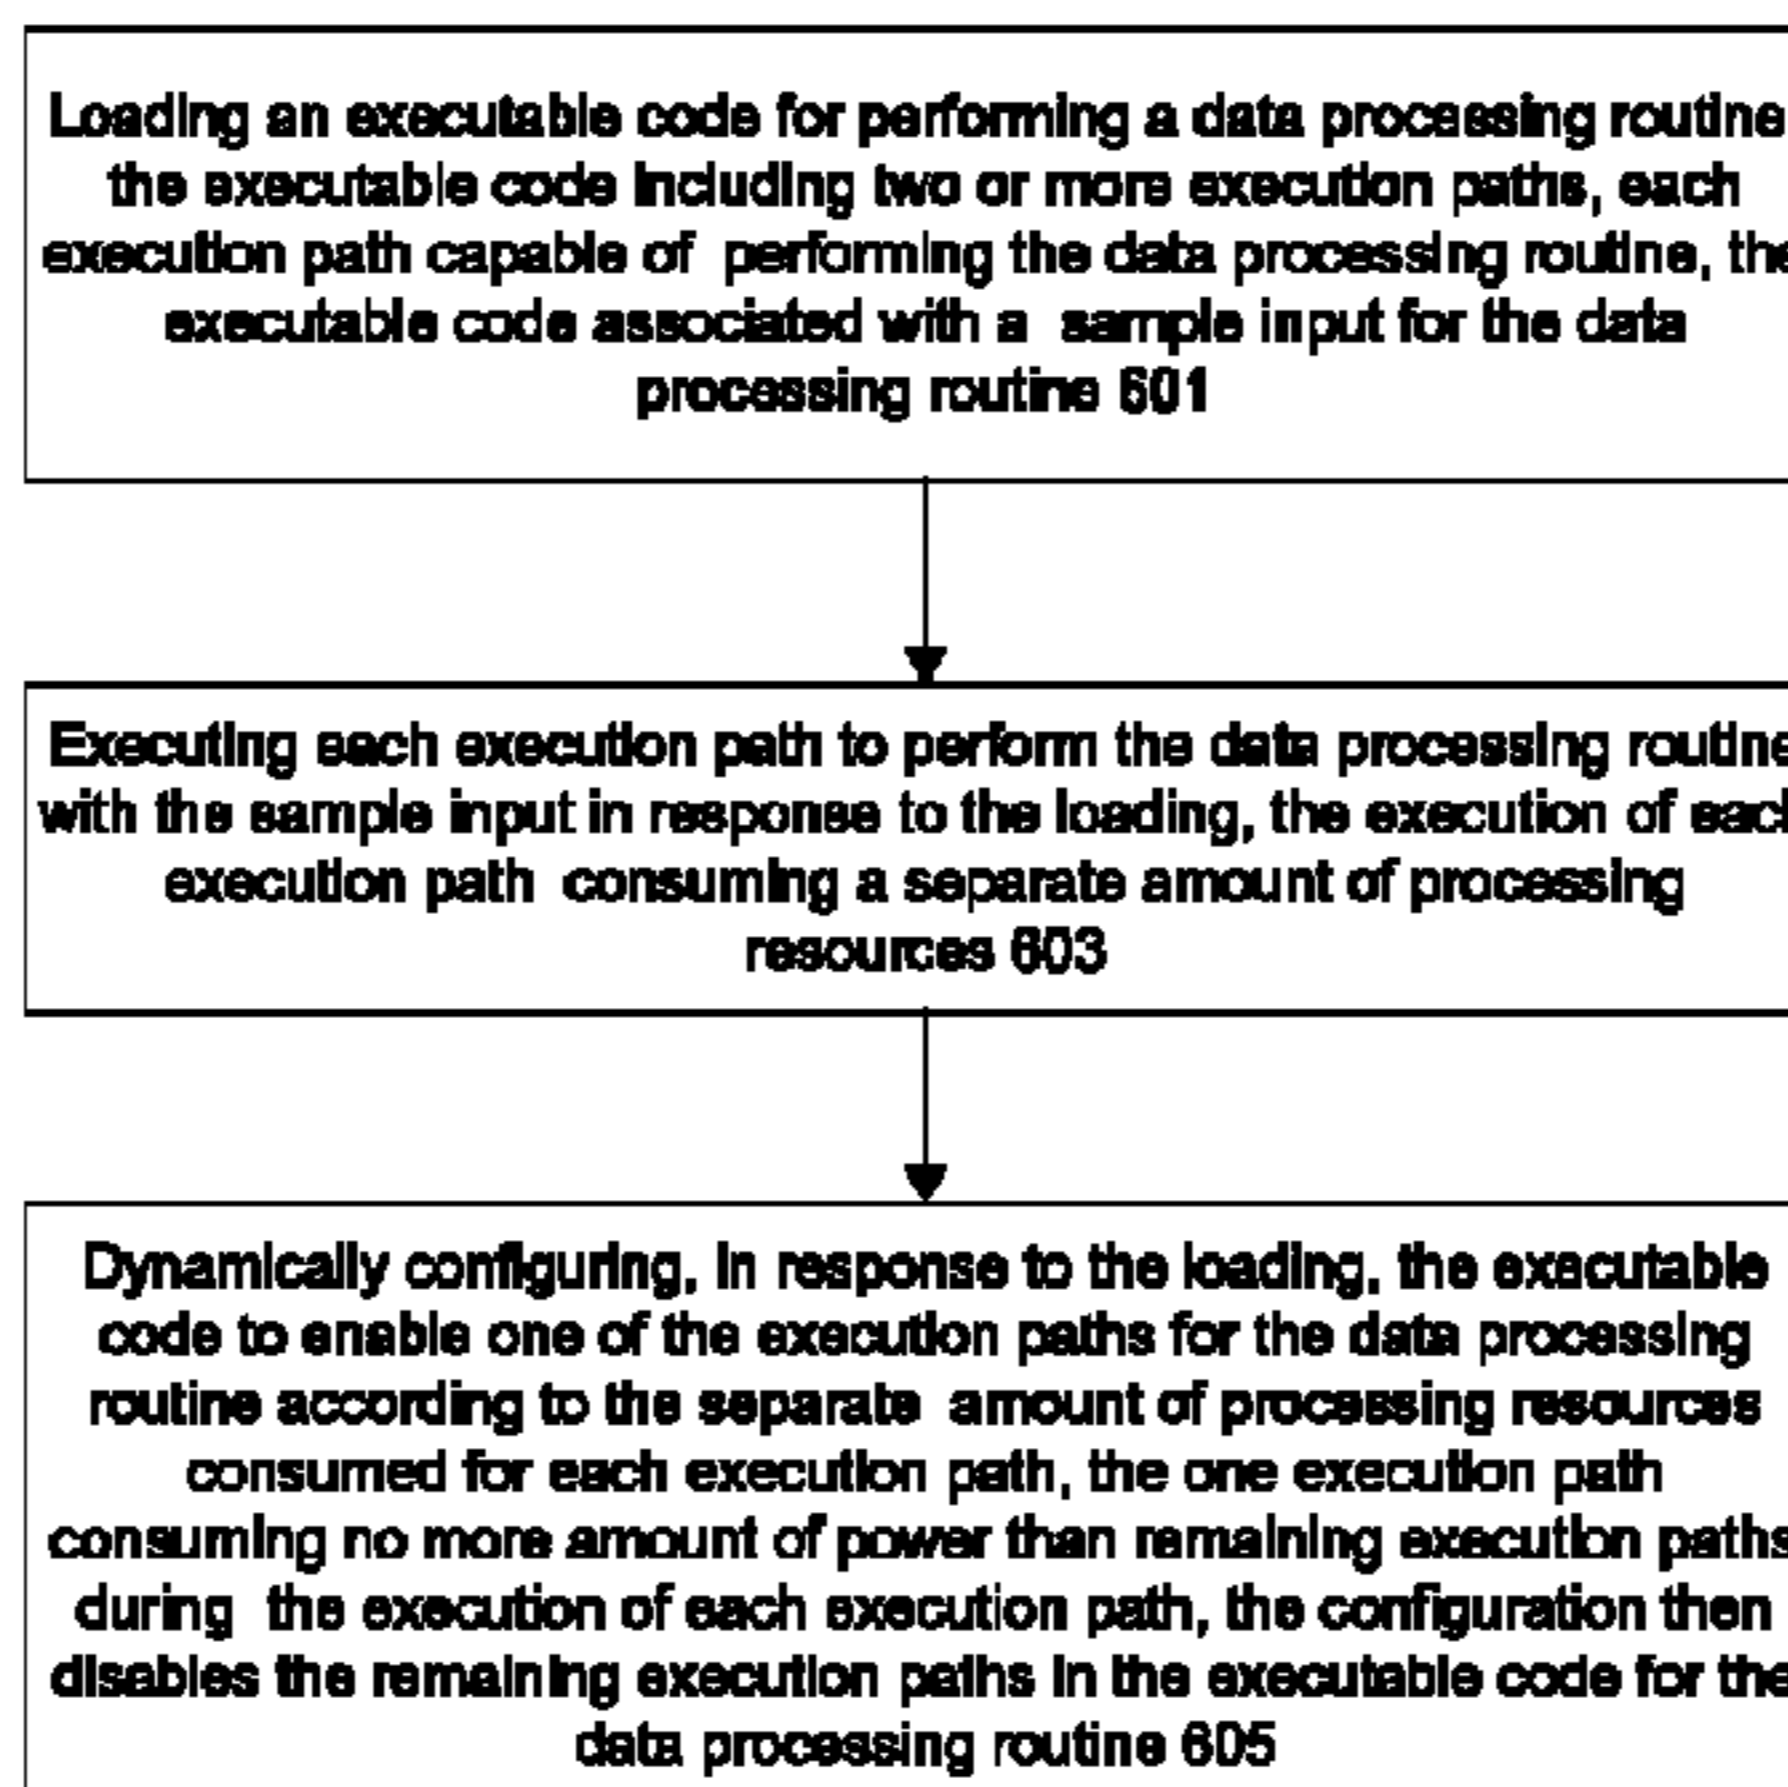 Loading an executable code for performing a data processing routine
the executable code including two or more execution paths, each
execution path capable of performing the data processing routine, the
executable code associated with a sample input for the data
processing routine 601
Executing each execution path to perform the data processing routine
with the sample input in response to the loading, the execution of each
execution path consuming a separate amount of processing
resources 603
Dynamically configuring, in response to the loading, the executable
code to enable one of the execution paths for the data processing
routine according to the separate amount of processing resources
consumed for each execution path, the one execution path
consuming no more amount of power than remaining execution paths
during the execution of each execution path, the configuration then
disables the remaining execution paths in the executable code for the
data processing routine 605